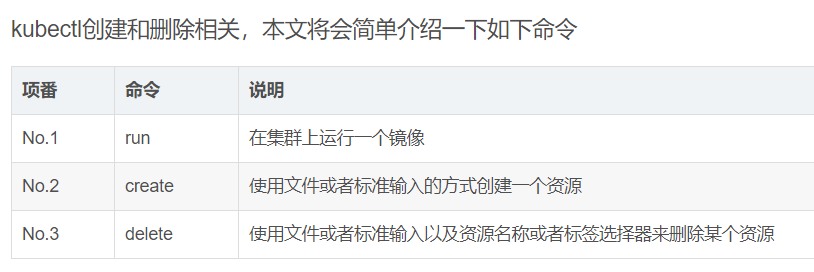 kubectl创建和删除相关，本文将会简单介绍一下如下命令
项番 命令 说明
No.1 run 在集群上运行一个镜像
No.2 create 使用文件或者标准输入的方式创建一个资源
No.3 delete 使用文件或者标准输入以及资源名称或者标签选择器来删除某个资源